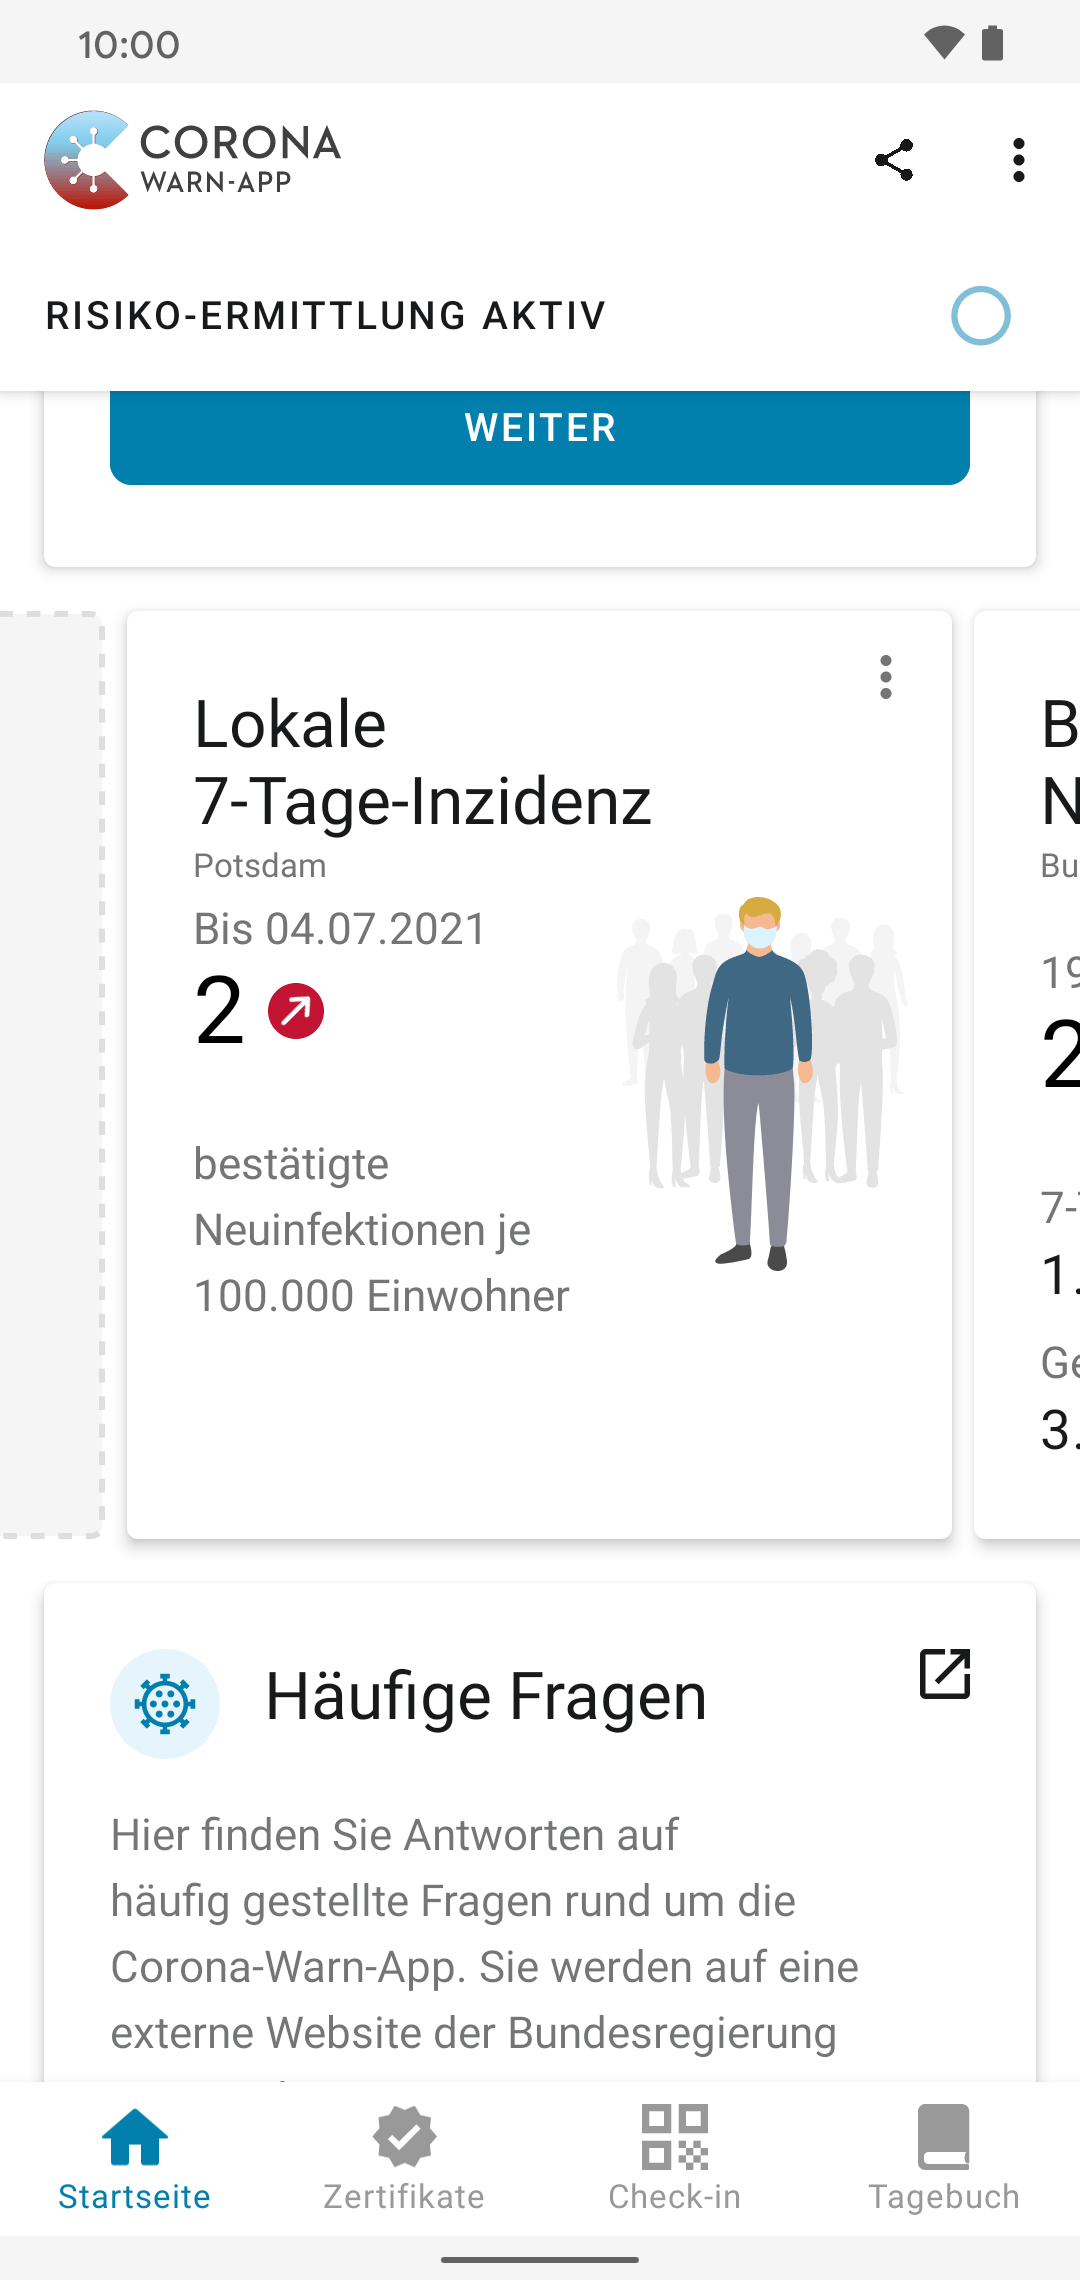 10:00
CORONA
WARN-APP
RISIKO-ERMITTLUNG AKTIV
WEITER
Lokale
7-Tage-Inzidenz
Potsdam
Bis 04.07.2021
2
bestätigte
Neuinfektionen je
100.000 Einwohner
B
N
Bu
19
2
7-
1.
Ge
3.
Häufige Fragen
Hier finden Sie Antworten auf
häufig gestellte Fragen rund um die
Corona-Warn-App. Sie werden auf eine
externe Website der Bundesregierung
Startseite
Zertifikate
Check-in
Tagebuch